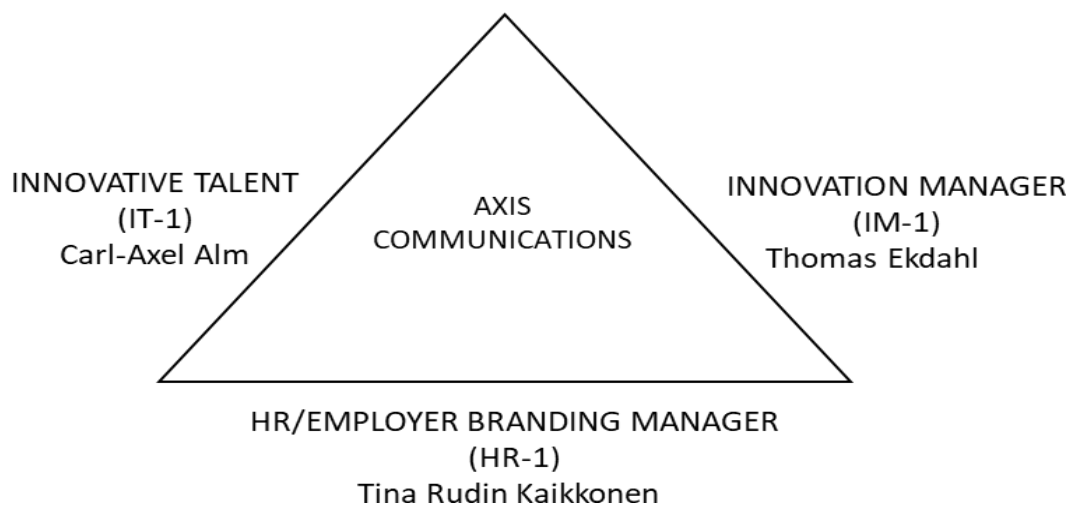 INNOVATIVE TALENT
(IT-1)
Carl-Axel Alm
AXIS
COMMUNICATIONS
INNOVATION MANAGER
(IM-1)
Thomas Ekdahl
HR/EMPLOYER BRANDING MANAGER
(HR-1)
Tina Rudin Kaikkonen